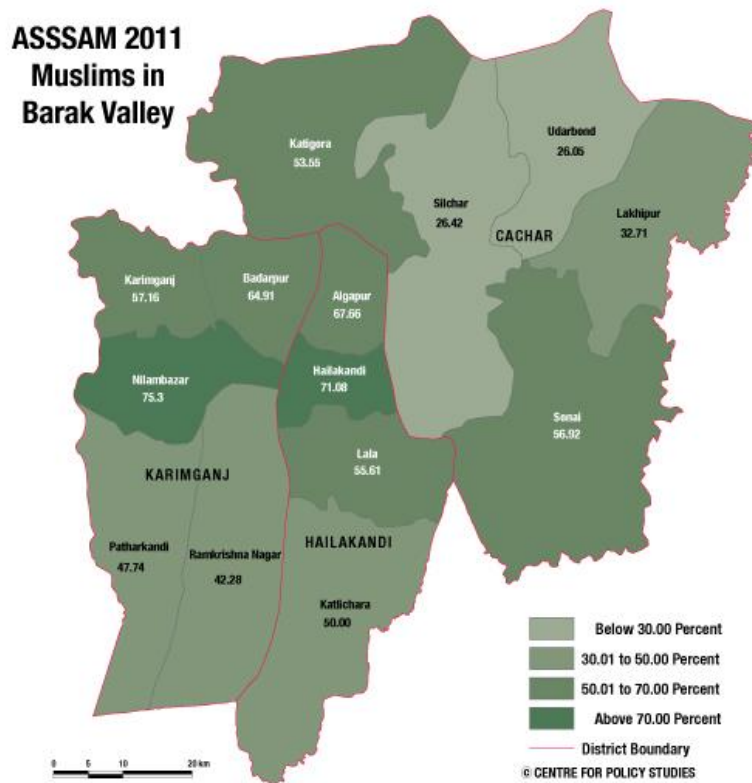 ASSSAM 2011
Muslims in
Barak Valley
Katigora
53.55
Udarbond
26.05
Silchar
26.42
Lakhipur
32.71
CACHAR
Karimganj
57.16
Badarpur
64.91
Algapur
67.66
Nilambazar
75.3
Hailakandi
71.08
Sonai
56.92
Lala
55.61
KARIMGANJ
HAILAKANDI
Patharkandi
47.74
Ramkrishna Nagar
42.28
Katlichara
50.00
Below 30.00 Percent
30.01 to 50.00 Percent
50.01 to 70.00 Percent
Above 70.00 Percent
District Boundary
0 5 10 20 km
© CENTRE FOR POLICY STUDIES